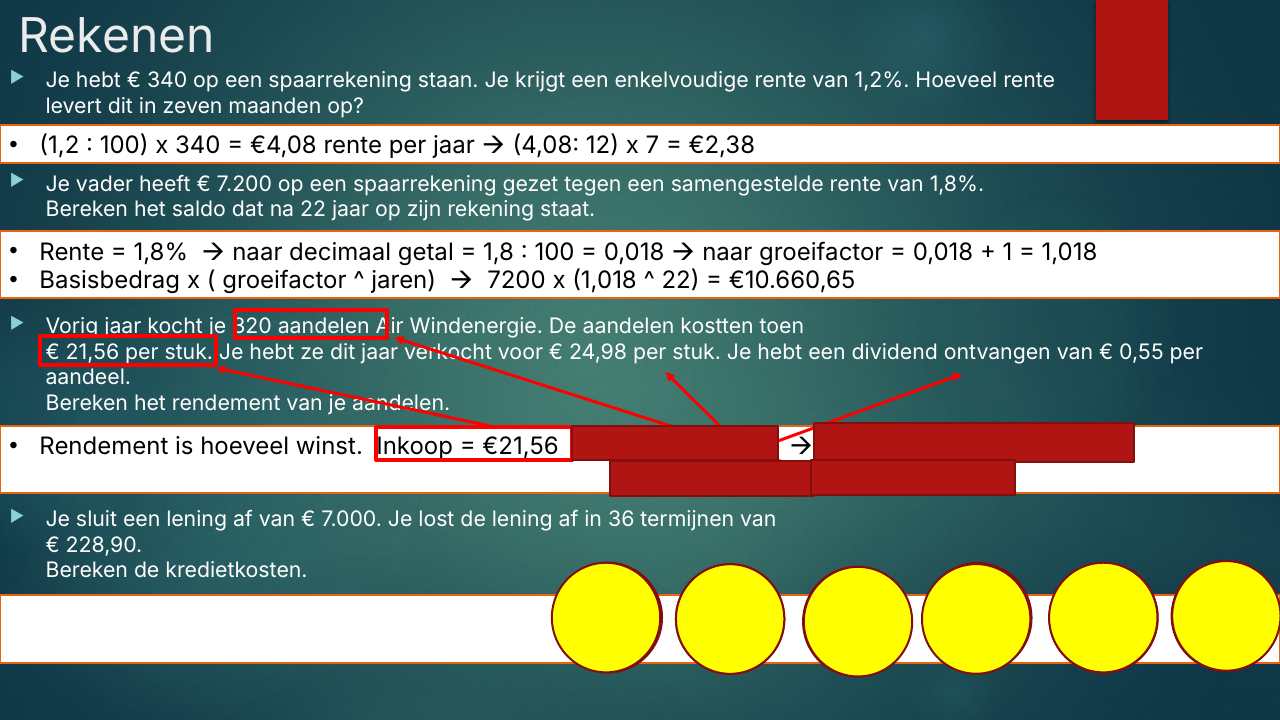 Rekenen
Je hebt € 340 op een spaarrekening staan. Je krijgt een enkelvoudige rente van 1,2%. Hoeveel rente
levert dit in zeven maanden op?
• (1,2 : 100) x 340 = €4,08 rente per jaar → (4,08: 12) x 7 = €2,38
Je vader heeft € 7.200 op een spaarrekening gezet tegen een samengestelde rente van 1,8%.
Bereken het saldo dat na 22 jaar op zijn rekening staat.
• Rente = 1,8% → naar decimaal getal = 1,8 : 100 = 0,018 → naar groeifactor = 0,018 + 1 = 1,018
• Basisbedrag x ( groeifactor ^ jaren) → 7200 x (1,018 ^ 22) = €10.660,65
Vorig jaar kocht je 320 aandelen Air Windenergie. De aandelen kostten toen
€ 21,56 per stuk. Je hebt ze dit jaar verkocht voor € 24,98 per stuk. Je hebt een dividend ontvangen van € 0,55 per
aandeel.
Bereken het rendement van je aandelen.
• Rendement is hoeveel winst. Inkoop = €21,56 →
Je sluit een lening af van € 7.000. Je lost de lening af in 36 termijnen van
€ 228,90.
Bereken de kredietkosten.